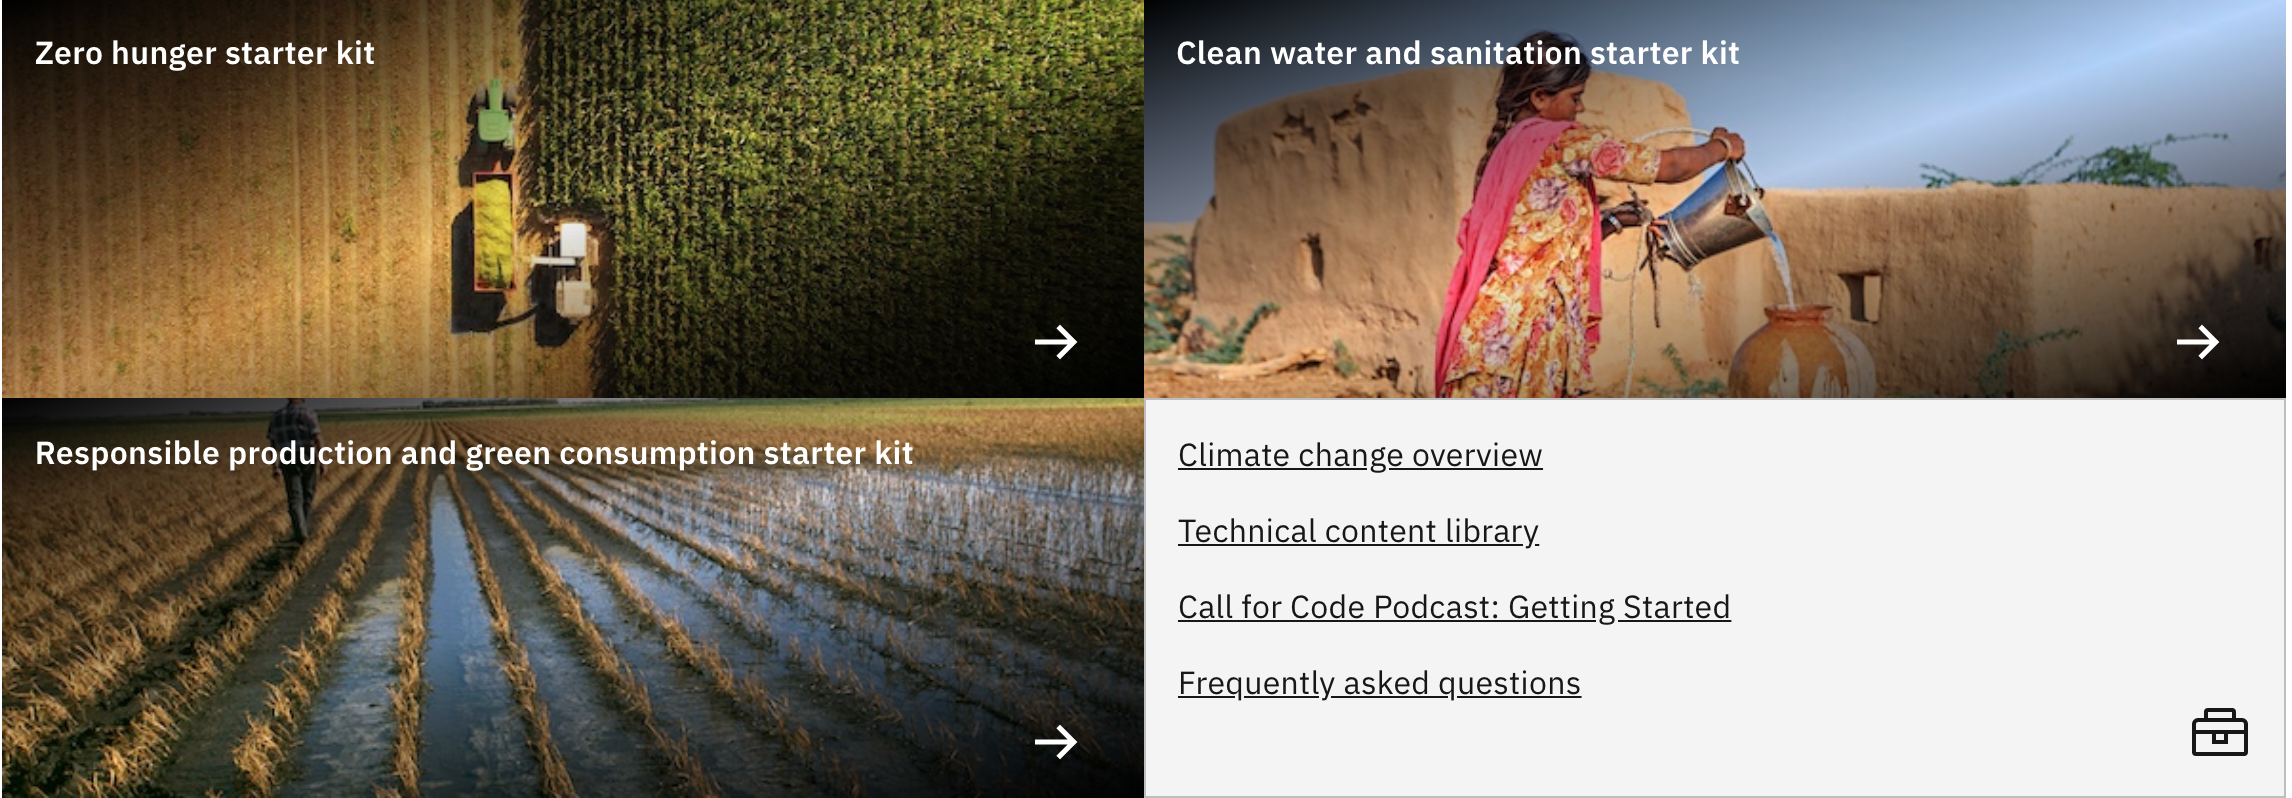 Zero hunger starter kit
Clean water and sanitation starter kit
Responsible production and green consumption starter kit
Climate change overview
Technical content library
Call for Code Podcast: Getting Started
Frequently asked questions